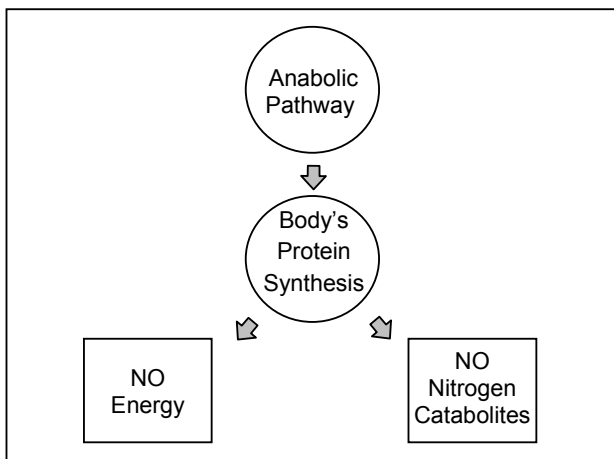 Anabolic
Pathway
Body's
Protein
Synthesis
NO
Energy
NO
Nitrogen
Catabolites